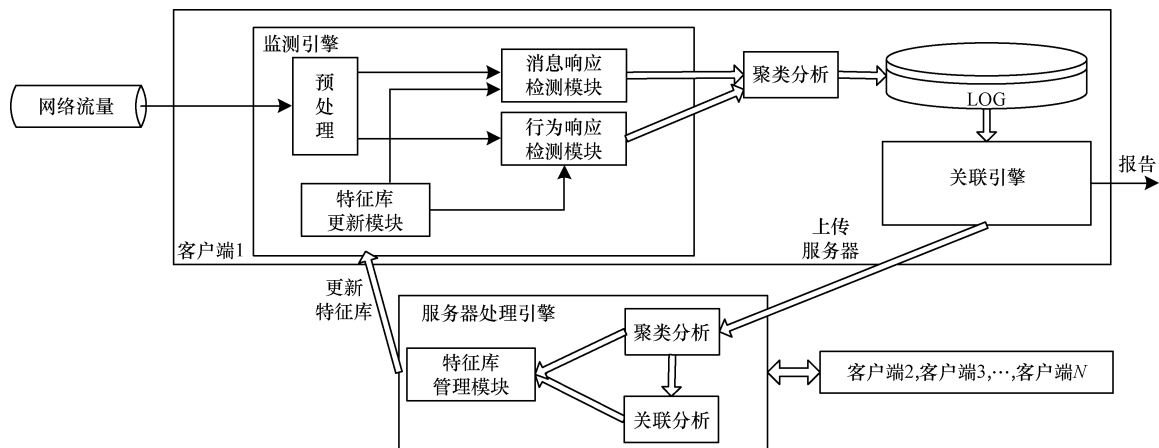 监测引擎
网络流量
预
处
理
消息响应
检测模块
行为响应
检测模块
特征库
更新模块
客户端1
聚类分析
LOG
关联引擎
报告
上传
服务器
更新
特征库
服务器处理引擎
聚类分析
特征库
管理模块
关联分析
客户端2,客户端3,…,客户端N